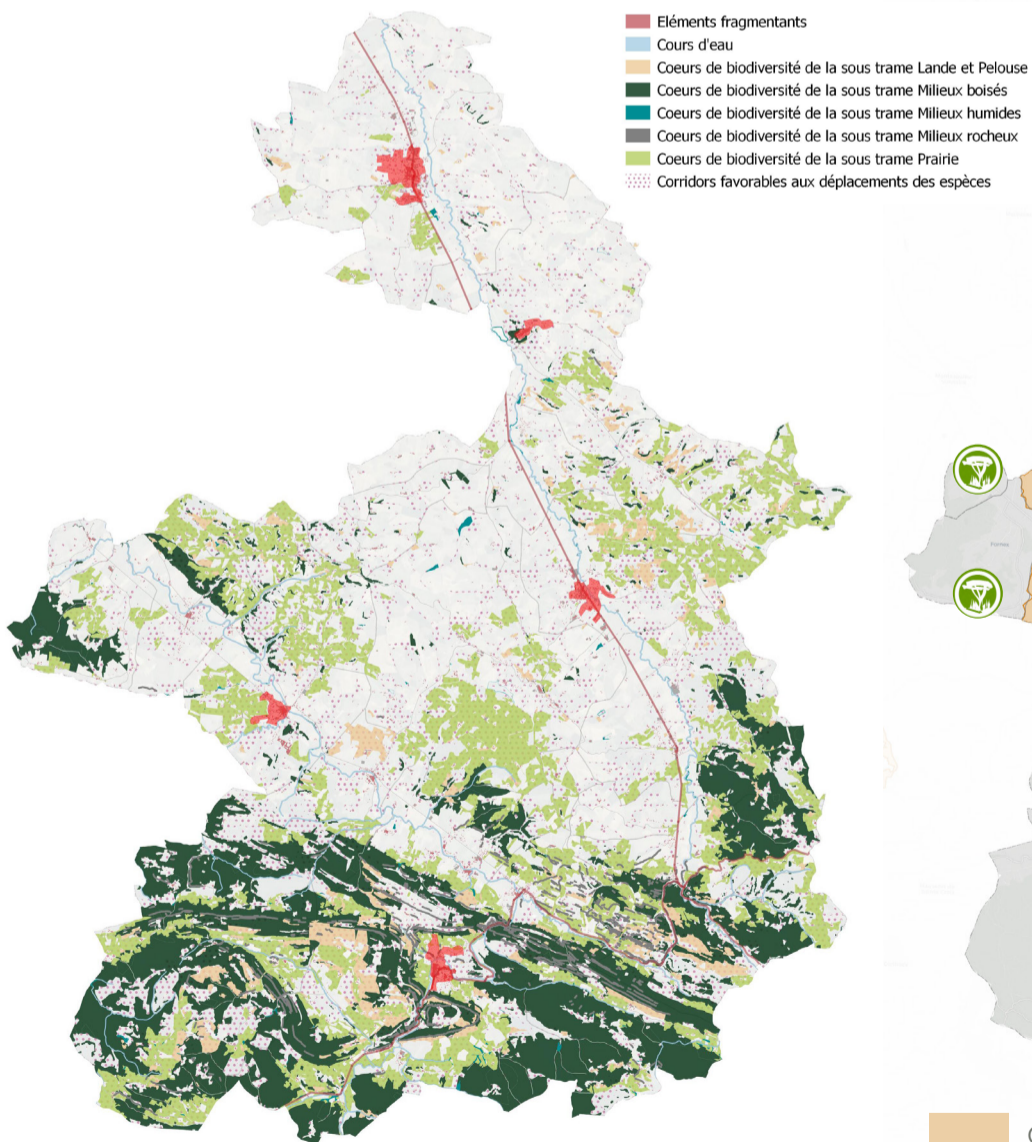 Eléments fragmentants
Cours d'eau
Coeurs de biodiversité de la sous trame Lande et Pelouse
Coeurs de biodiversité de la sous trame Milieux boisés
Coeurs de biodiversité de la sous trame Milieux humides
Coeurs de biodiversité de la sous trame Milieux rocheux
Coeurs de biodiversité de la sous trame Prairie
Corridors favorables aux déplacements des espèces